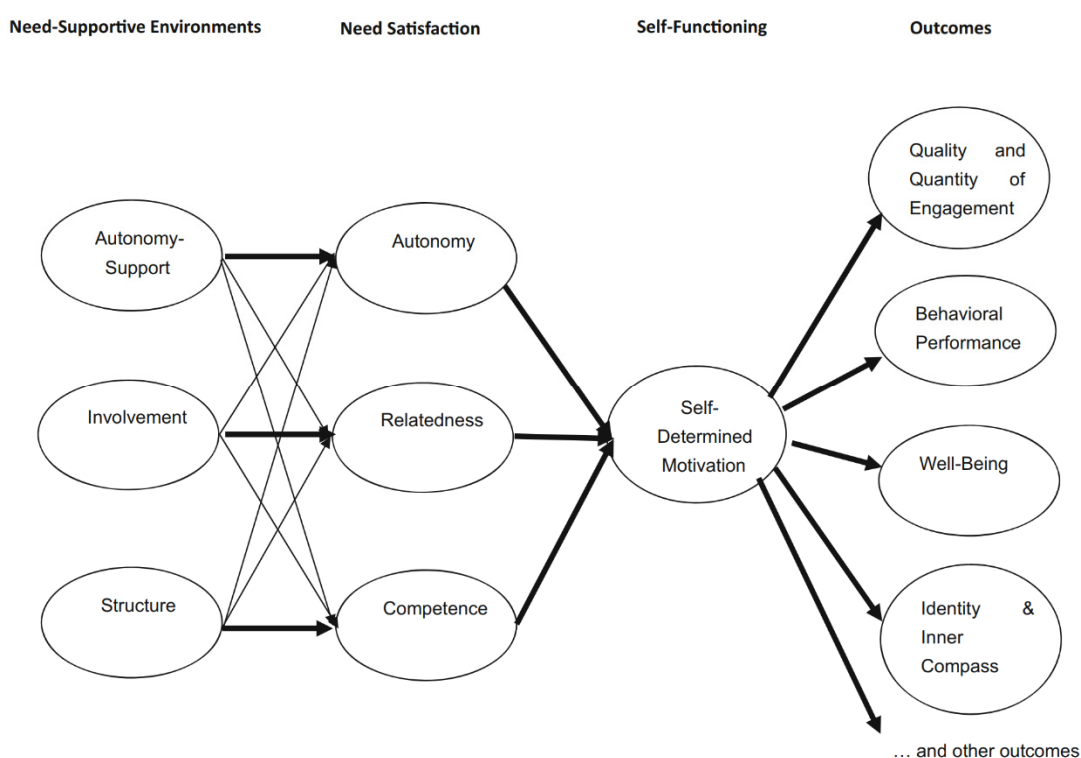 Need-Supportive Environments
Need Satisfaction
Self-Functioning
Outcomes
Autonomy-
Support
Involvement
Structure
Autonomy
Relatedness
Competence
Self-
Determined
Motivation
Quality and
Quantity of
Engagement
Behavioral
Performance
Well-Being
Identity &
Inner
Compass
… and other outcomes